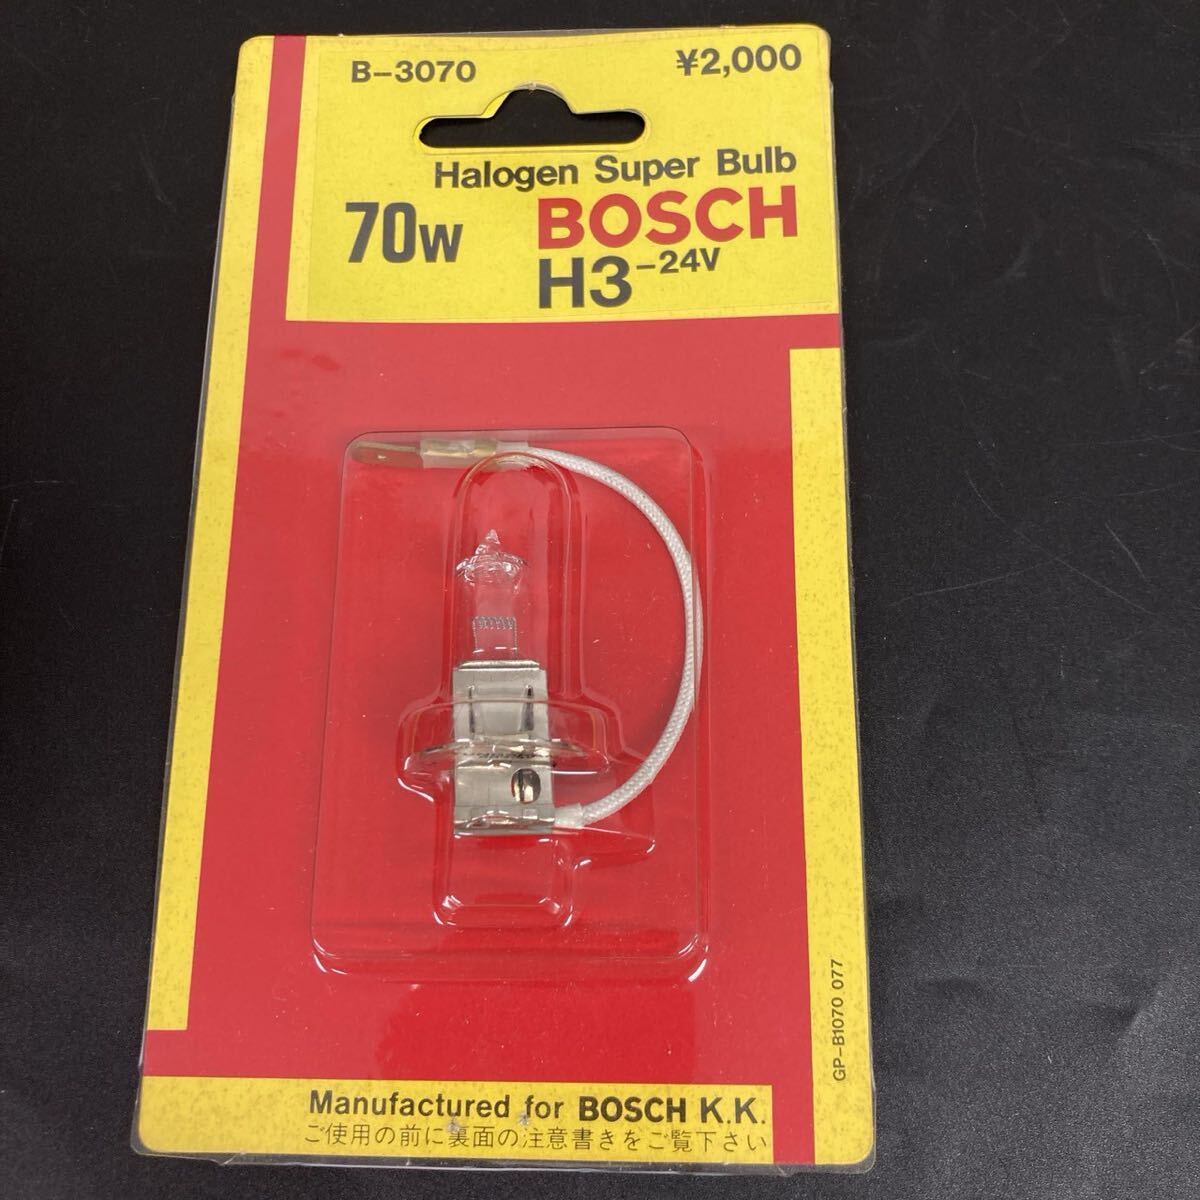 B-3070
¥2,000
Halogen Super Bulb
70W
BOSCH
H3-24V
GP-B1070 077
Manufactured for BOSCH K.K.
ご使用の前に裏面の注意書きをご覧下さい